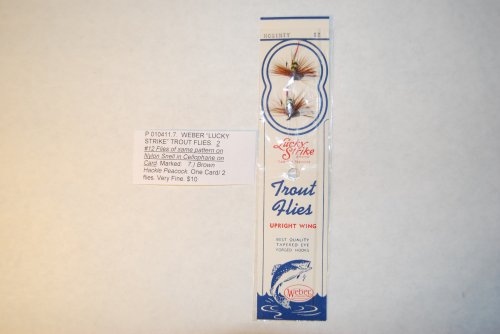 P 010411.7. WEBER "LUCKY
STRIKE" TROUT FLIES. 2
#12 Flies of same pattern on
Nylon Snell in Cellophane on
Card. Marked: 7 / Brown
Hackle Peacock. One Card/ 2
flies. Very Fine. $10
12
Lucky
Strike
Trout
Flies
UPRIGHT WING
BEST QUALITY
TAPERED EYE
FORGED HOOKS
Weber